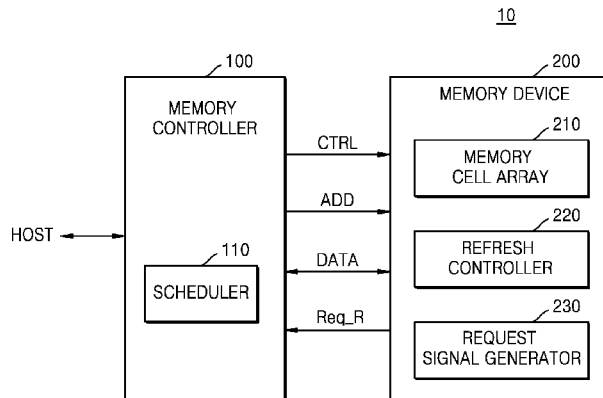 10
100
200
MEMORY
CONTROLLER
MEMORY DEVICE
210
CTRL
MEMORY
CELL ARRAY
ADD
220
HOST
110
DATA
REFRESH
CONTROLLER
SCHEDULER
Req_R
230
REQUEST
SIGNAL GENERATOR